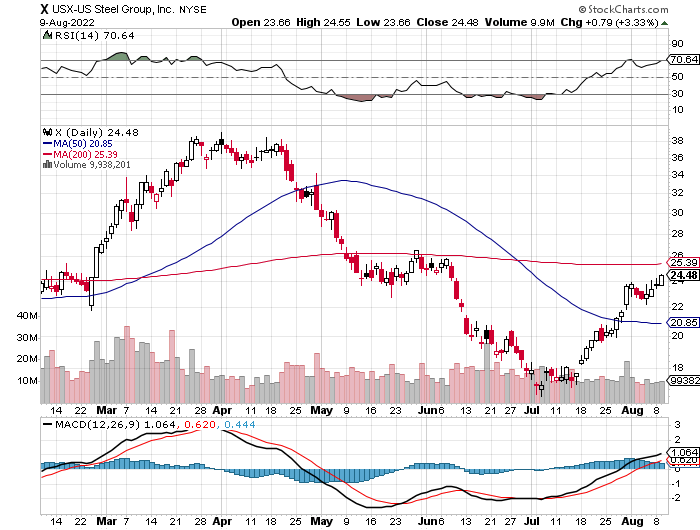 X USX-US Steel Group, Inc. NYSE © StockCharts.com
9-Aug-2022 Open 23.66 High 24.55 Low 23.66 Close 24.48 Volume 9.9M Chg +0.79 (+3.33%)
RSI(14) 70.64
90
70.64
50
30
10
X (Daily) 24.48
MA(50) 20.85
MA(200) 25.39
Volume 9,938,201
38
36
34
32
30
28
26
25.39
24.48
24
22
20.85
20
18
99382
40M
30M
20M
10M
14 22 Mar 7 14 21 28 Apr 11 18 25 May 9 16 23 Jun 13 21 27 Jul 11 18 25 Aug 8
MACD(12,26,9) 1.064, 0.620, 0.444
3
2
1.064
0.620
0
-1
-2
14 22 Mar 7 14 21 28 Apr 11 18 25 May 9 16 23 Jun 13 21 27 Jul 11 18 25 Aug 8